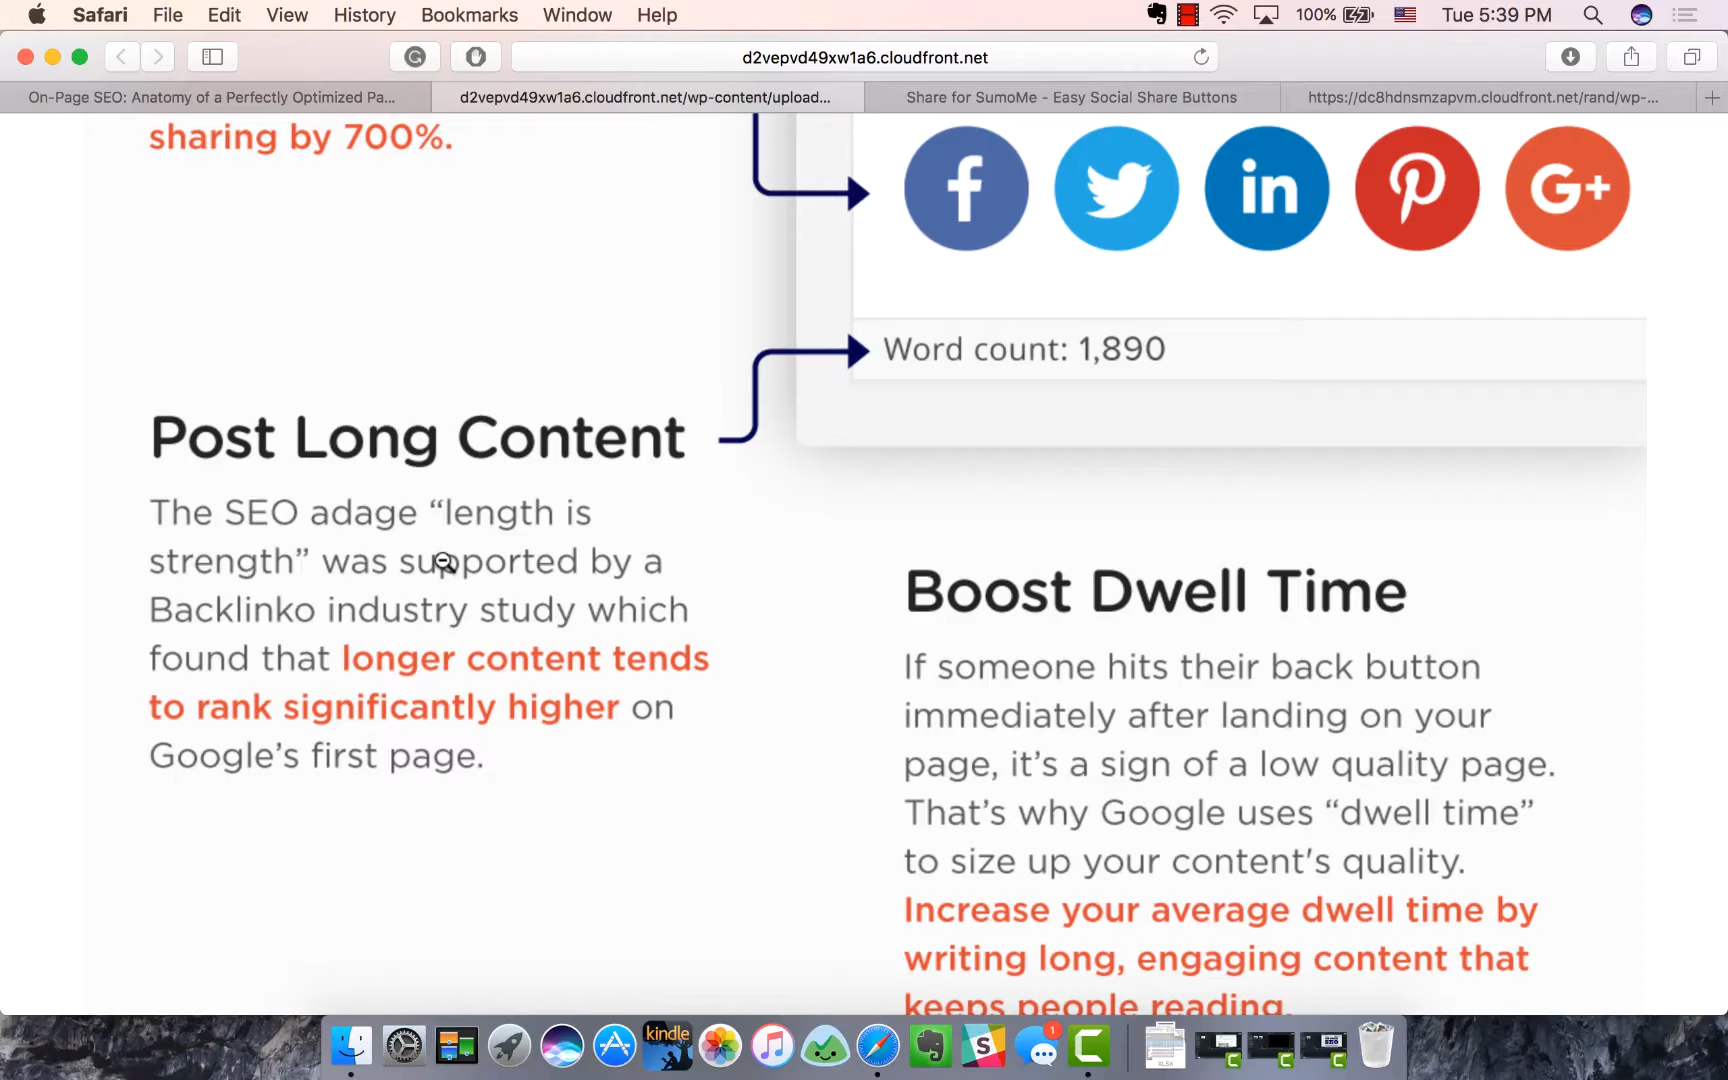 Safari File Edit View History Bookmarks Window Help 100% Tue 5:39 PM
d2vepvd49xw1a6.cloudfront.net
On-Page SEO: Anatomy of a Perfectly Optimized Pa...
d2vepvd49xw1a6.cloudfront.net/wp-content/upload...
Share for SumoMe - Easy Social Share Buttons
https://dc8hdnsmzapvm.cloudfront.net/rand/wp-...
sharing by 700%.
f in G+
Word count: 1,890
Post Long Content
The SEO adage “length is
strength” was supported by a
Backlinko industry study which
found that longer content tends
to rank significantly higher on
Google’s first page.
Boost Dwell Time
If someone hits their back button
immediately after landing on your
page, it’s a sign of a low quality page.
That’s why Google uses “dwell time”
to size up your content's quality.
Increase your average dwell time by
writing long, engaging content that
keeps people reading.
kindle
1
XLSX